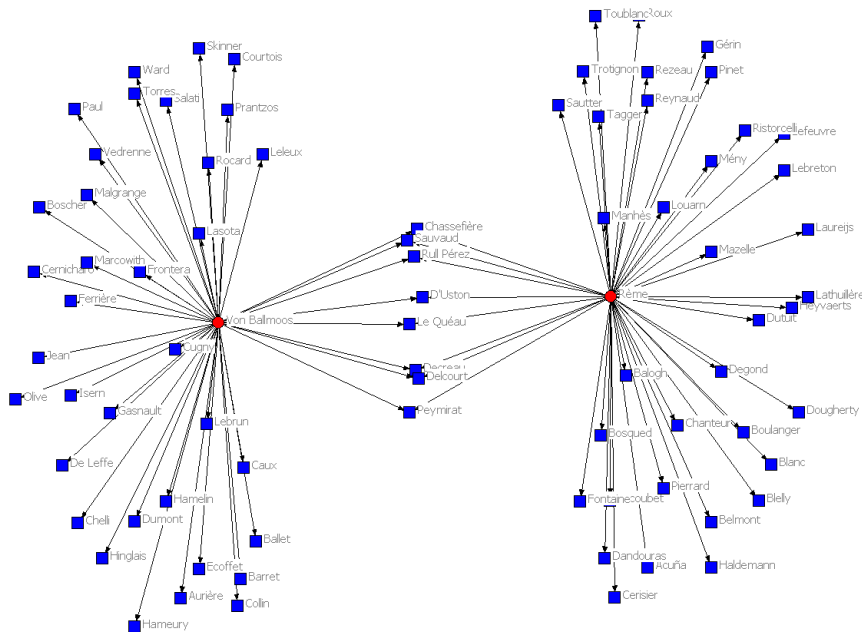 Toublanc
Roux
Skinner
Gérin
Courtois
Ward
Trotignon
Rezeau
Pinet
Torres
Salati
Sautter
Reynaud
Paul
Prantzos
Tagger
Ristorcelli
Lefeuvre
Vedrenne
Leleux
Rocard
Mény
Lebreton
Malgrange
Boscher
Louarn
Manhès
Chassefière
Laureijs
Lasota
Sauvaud
Rull Pérez
Mazelle
Marcowith
Cernicharo
Frontera
D'Uston
Rème
Lathuillère
Ferrière
Heyvaerts
Von Ballmoos
Le Quéau
Dutuit
Cugny
Jean
Decreau
Delcourt
Balogh
Degond
Olive
Isern
Gasnault
Peymirat
Dougherty
Lebrun
Chanteur
Bosqued
Boulanger
De Leffe
Caux
Blanc
Pierrard
Hamelin
Fontaine
oubet
Blelly
Chelli
Dumont
Belmont
Ballet
Hinglais
Dandouras
Ecoffet
Acuña
Haldemann
Barret
Aurière
Collin
Cerisier
Hameury